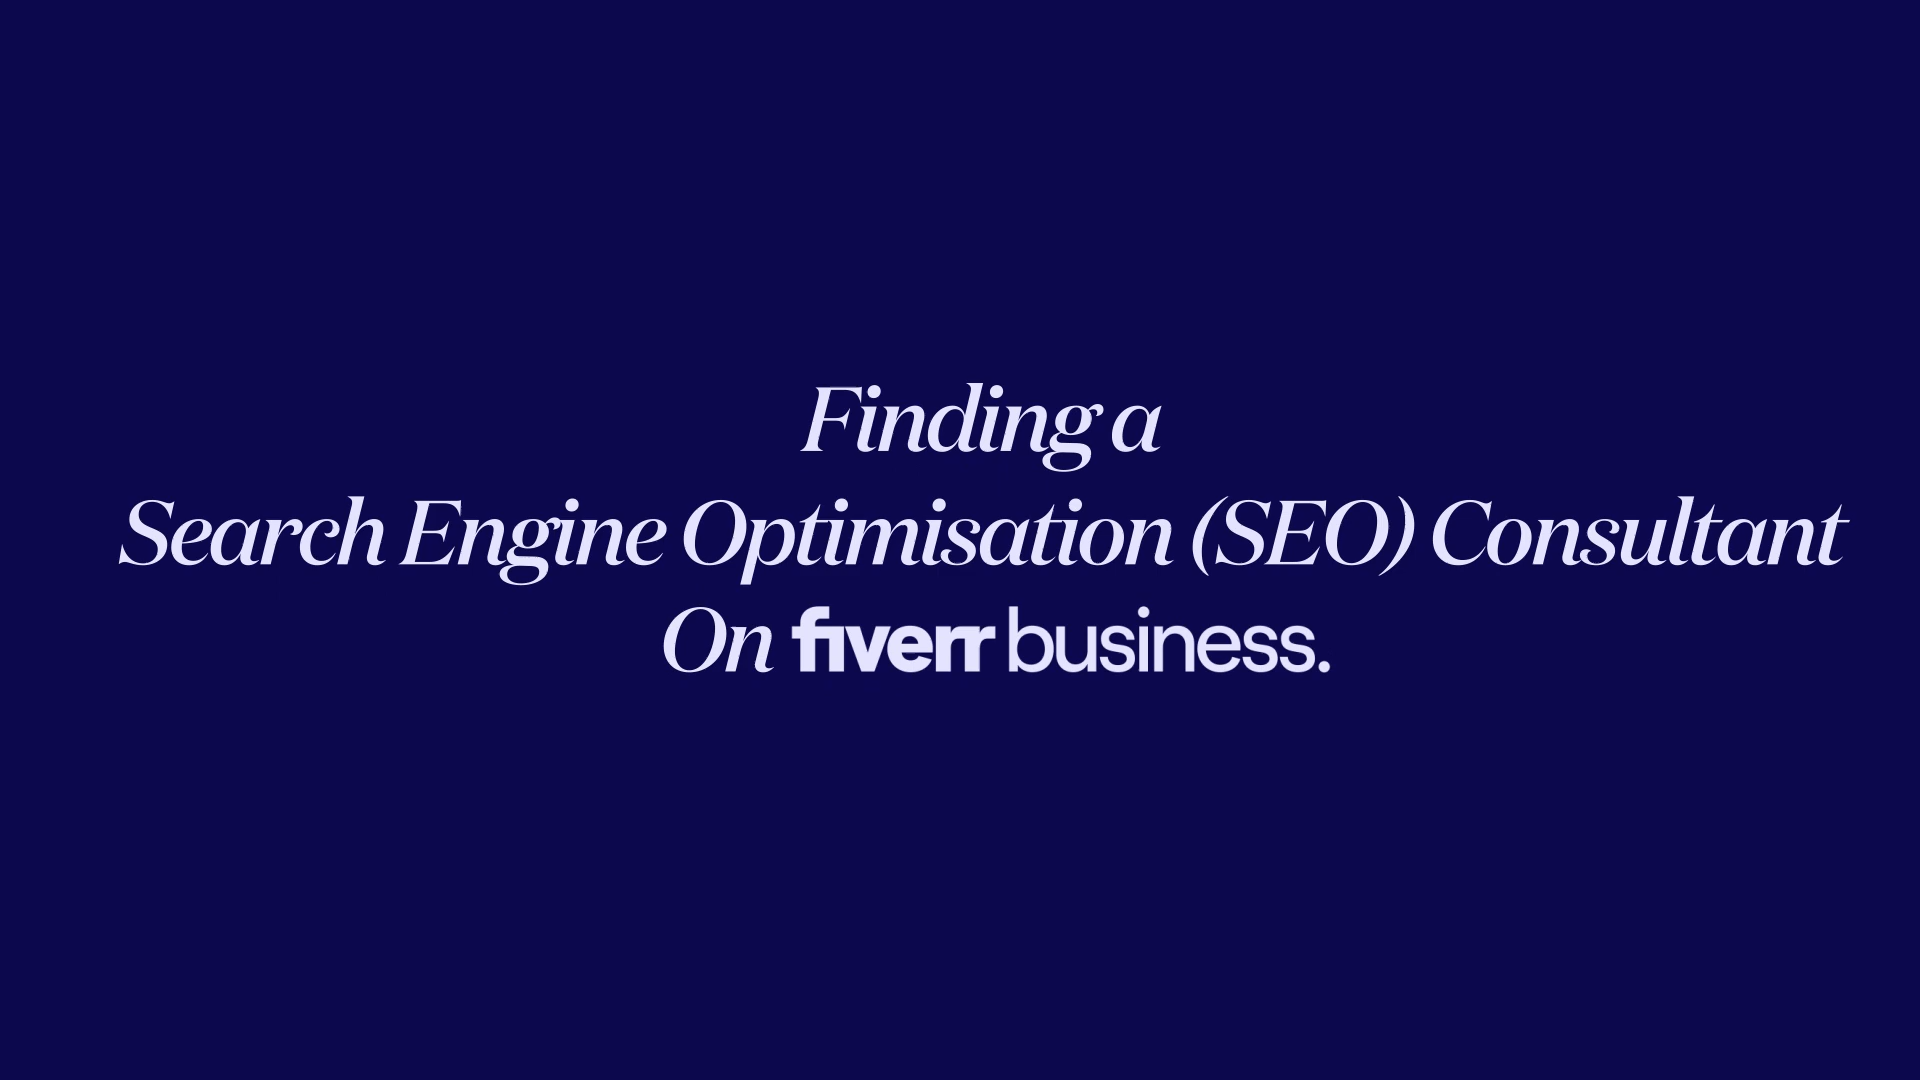 Finding a
Search Engine Optimisation (SEO) Consultant
On fiverr business.